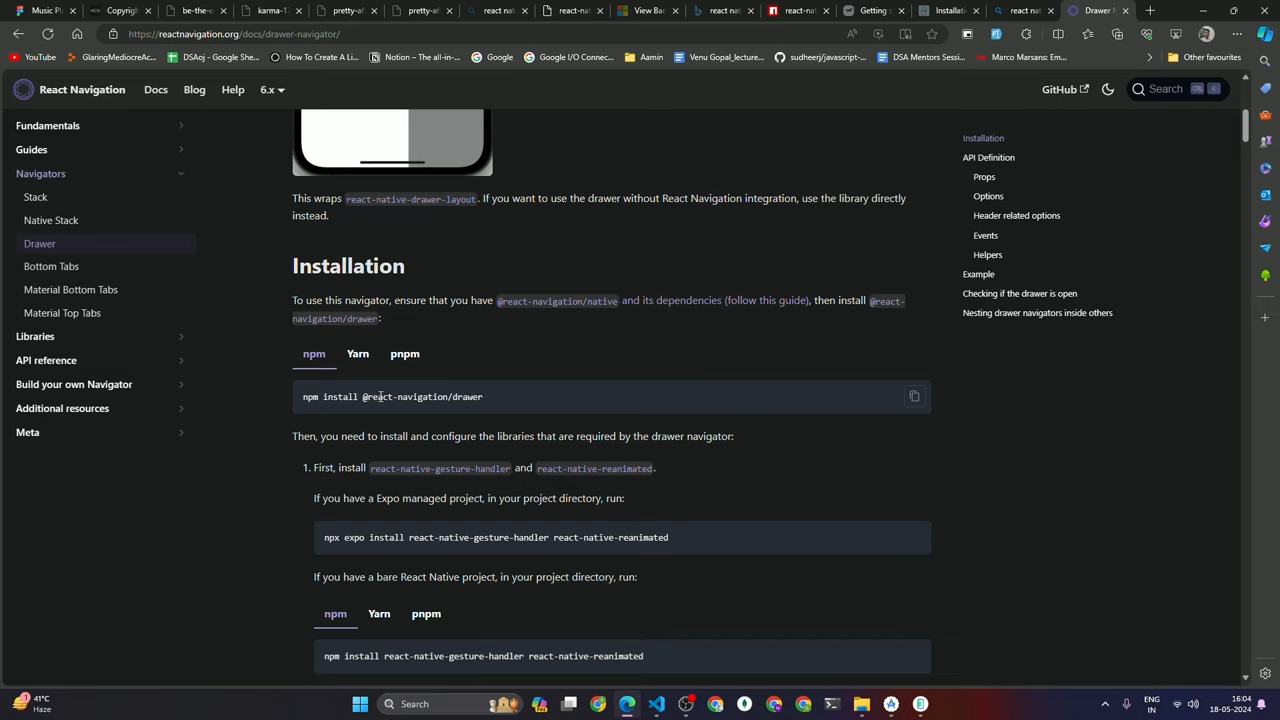 Music Pl
Copyrigh
be-the-o
karma-17
pretty-af
pretty-af
react nat
react-nat
View Bac
react nat
react-nat
Getting s
Installati
react nat
Drawer N
https://reactnavigation.org/docs/drawer-navigator/
YouTube
GlaringMediocreAc...
DSAoj - Google She...
How To Create A Li...
Notion – The all-in-...
Google
Google I/O Connec...
Aamin
Venu Gopal_lecture...
sudheerj/javascript-...
DSA Mentors Sessi...
Marco Marsans: Em...
Other favourites
React Navigation
Docs
Blog
Help
6.x
GitHub
Search
Fundamentals
Guides
Navigators
Stack
Native Stack
Drawer
Bottom Tabs
Material Bottom Tabs
Material Top Tabs
Libraries
API reference
Build your own Navigator
Additional resources
Meta
This wraps react-native-drawer-layout. If you want to use the drawer without React Navigation integration, use the library directly
instead.
Installation
To use this navigator, ensure that you have @react-navigation/native and its dependencies (follow this guide), then install @react-
navigation/drawer:
npm Yarn pnpm
npm install @react-navigation/drawer
Then, you need to install and configure the libraries that are required by the drawer navigator:
1. First, install react-native-gesture-handler and react-native-reanimated.
If you have a Expo managed project, in your project directory, run:
npx expo install react-native-gesture-handler react-native-reanimated
If you have a bare React Native project, in your project directory, run:
npm Yarn pnpm
npm install react-native-gesture-handler react-native-reanimated
Installation
API Definition
Props
Options
Header related options
Events
Helpers
Example
Checking if the drawer is open
Nesting drawer navigators inside others
41°C
Haze
Search
ENG
IN
16:04
18-05-2024